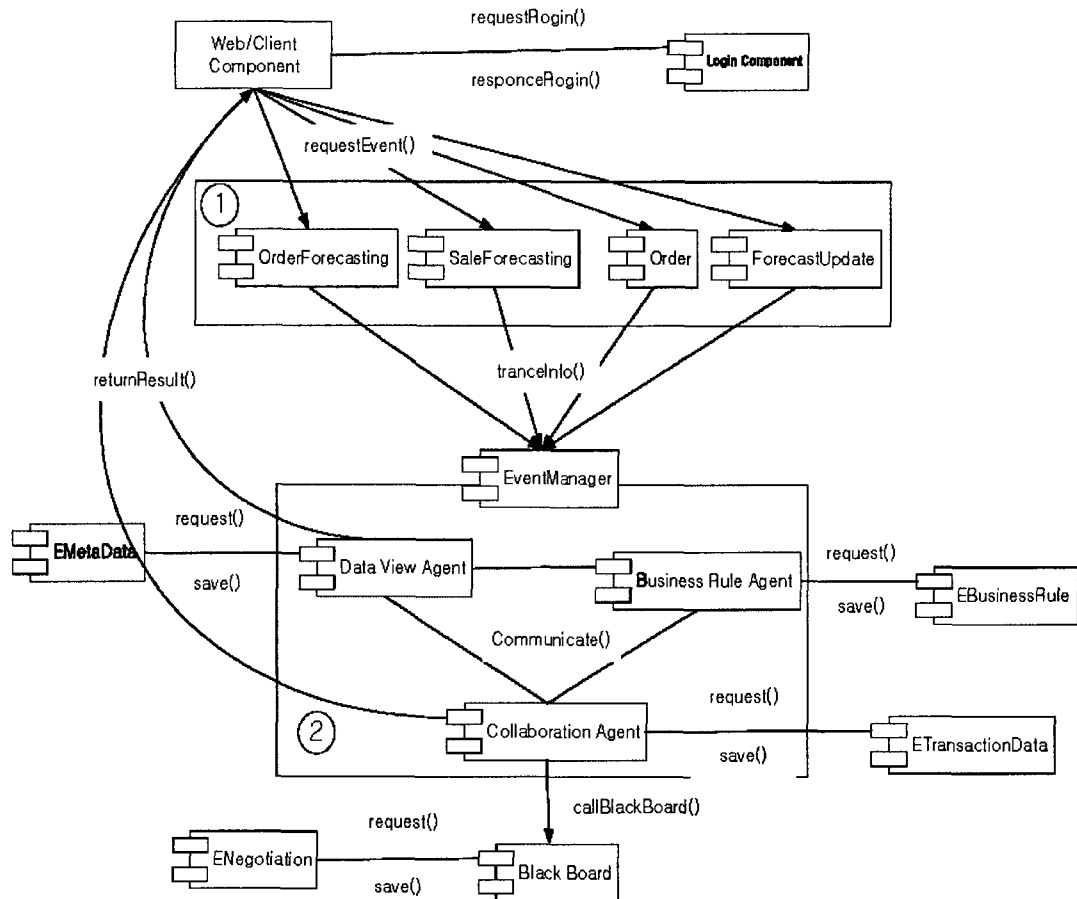 requestRogin()
Web/Client
Component
Login Component
responceRogin()
requestEvent()
1
OrderForecasting
SaleForecasting
Order
ForecastUpdate
returnResult()
tranceInfo()
EventManager
request()
EMetaData
save()
Data View Agent
Business Rule Agent
request()
save()
EBusinessRule
Communicate()
request()
2
Collaboration Agent
save()
ETransactionData
callBlackBoard()
request()
ENegotiation
save()
Black Board